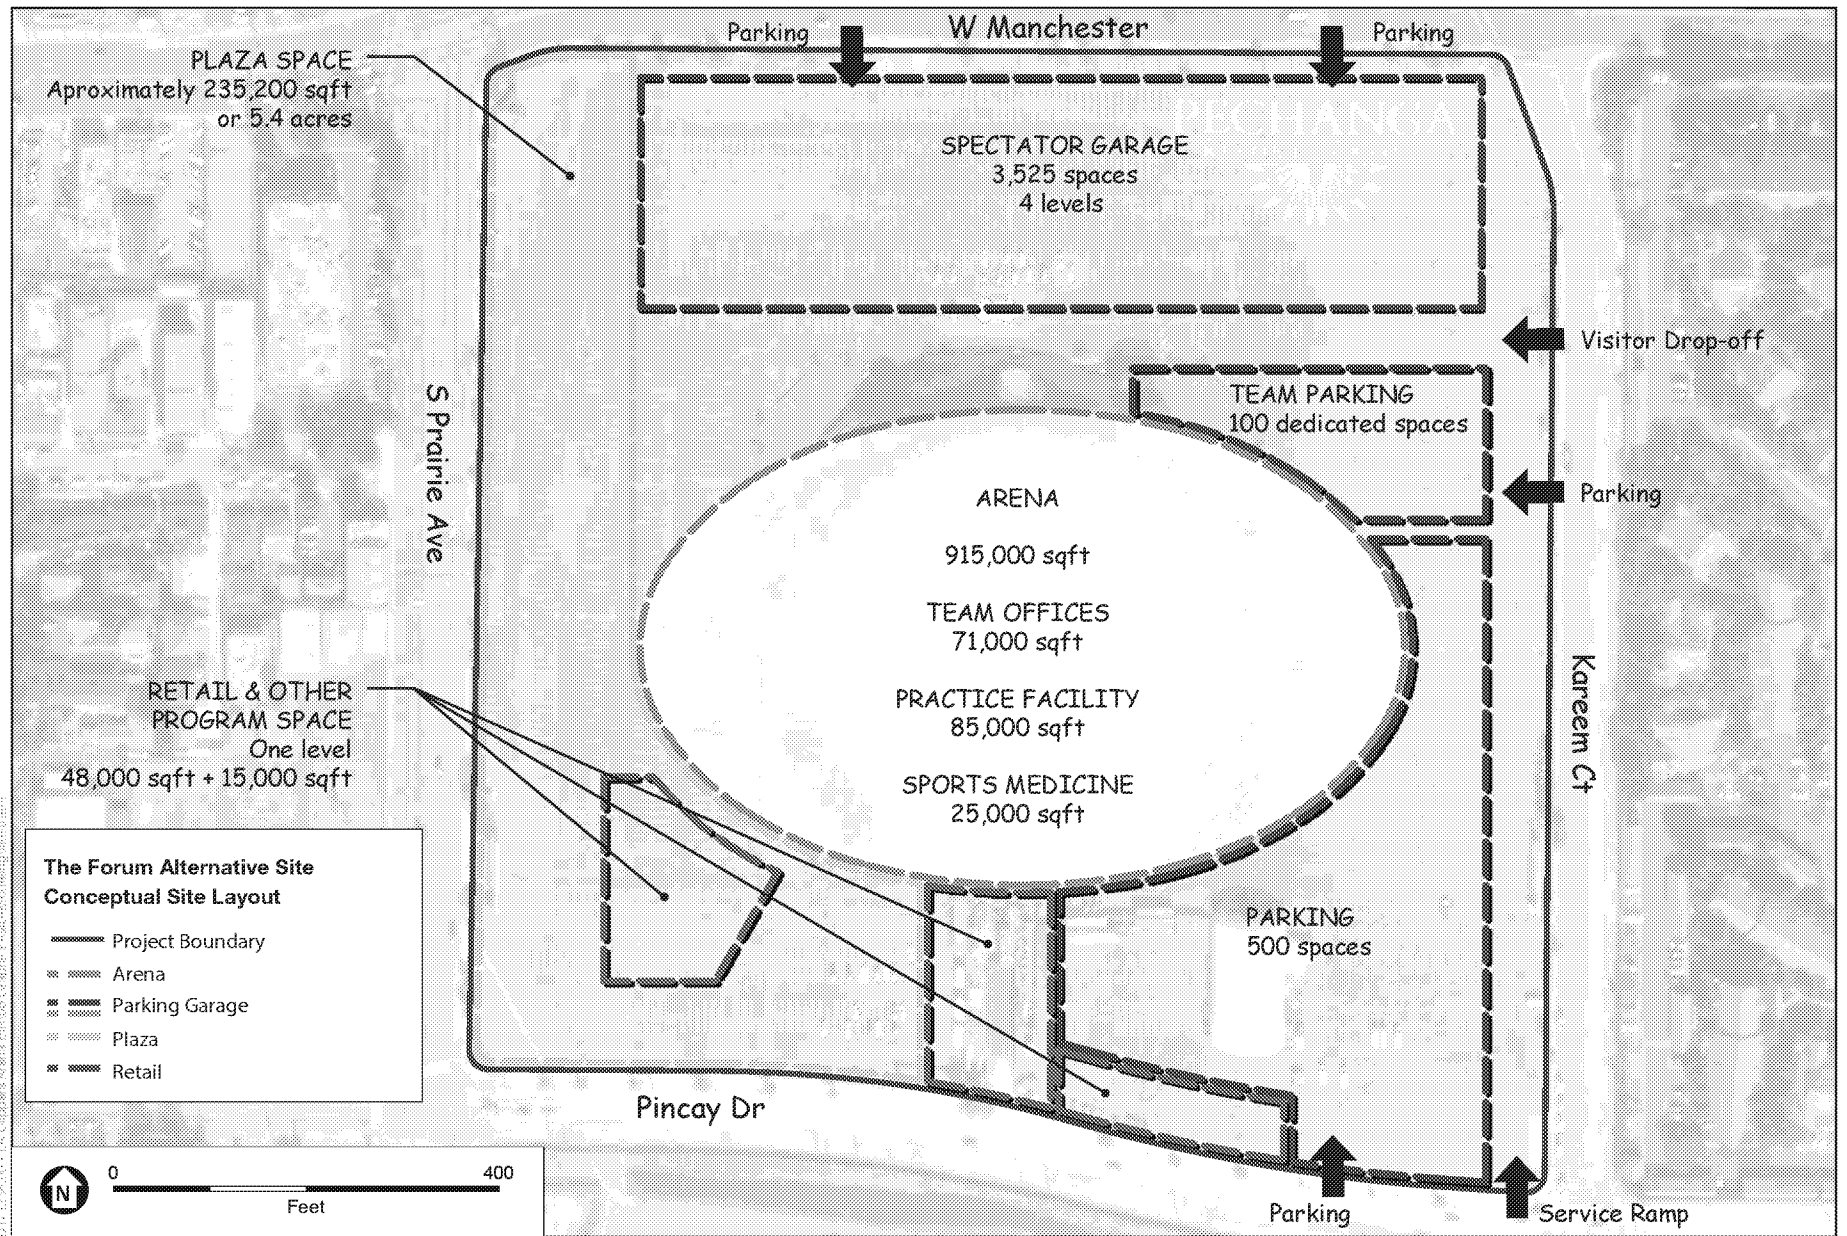 W Manchester
Parking
Parking
PLAZA SPACE
Aproximately 235,200 sqft
or 5.4 acres
PECHANGA
SPECTATOR GARAGE
3,525 spaces
4 levels
Visitor Drop-off
TEAM PARKING
100 dedicated spaces
Parking
S Prairie Ave
ARENA
915,000 sqft
TEAM OFFICES
71,000 sqft
PRACTICE FACILITY
85,000 sqft
SPORTS MEDICINE
25,000 sqft
Kareem Ct
RETAIL & OTHER
PROGRAM SPACE
One level
48,000 sqft + 15,000 sqft
PARKING
500 spaces
The Forum Alternative Site
Conceptual Site Layout
Project Boundary
Arena
Parking Garage
Plaza
Retail
Pincay Dr
N
0
400
Feet
Parking
Service Ramp